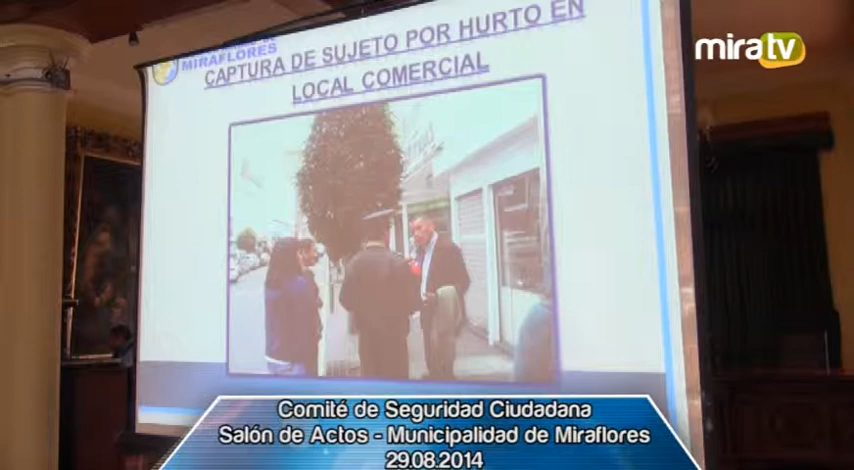 miratv
MIRAFLORES
CAPTURA DE SUJETO POR HURTO EN
LOCAL COMERCIAL
Comité de Seguridad Ciudadana
Salón de Actos - Municipalidad de Miraflores
29.08.2014